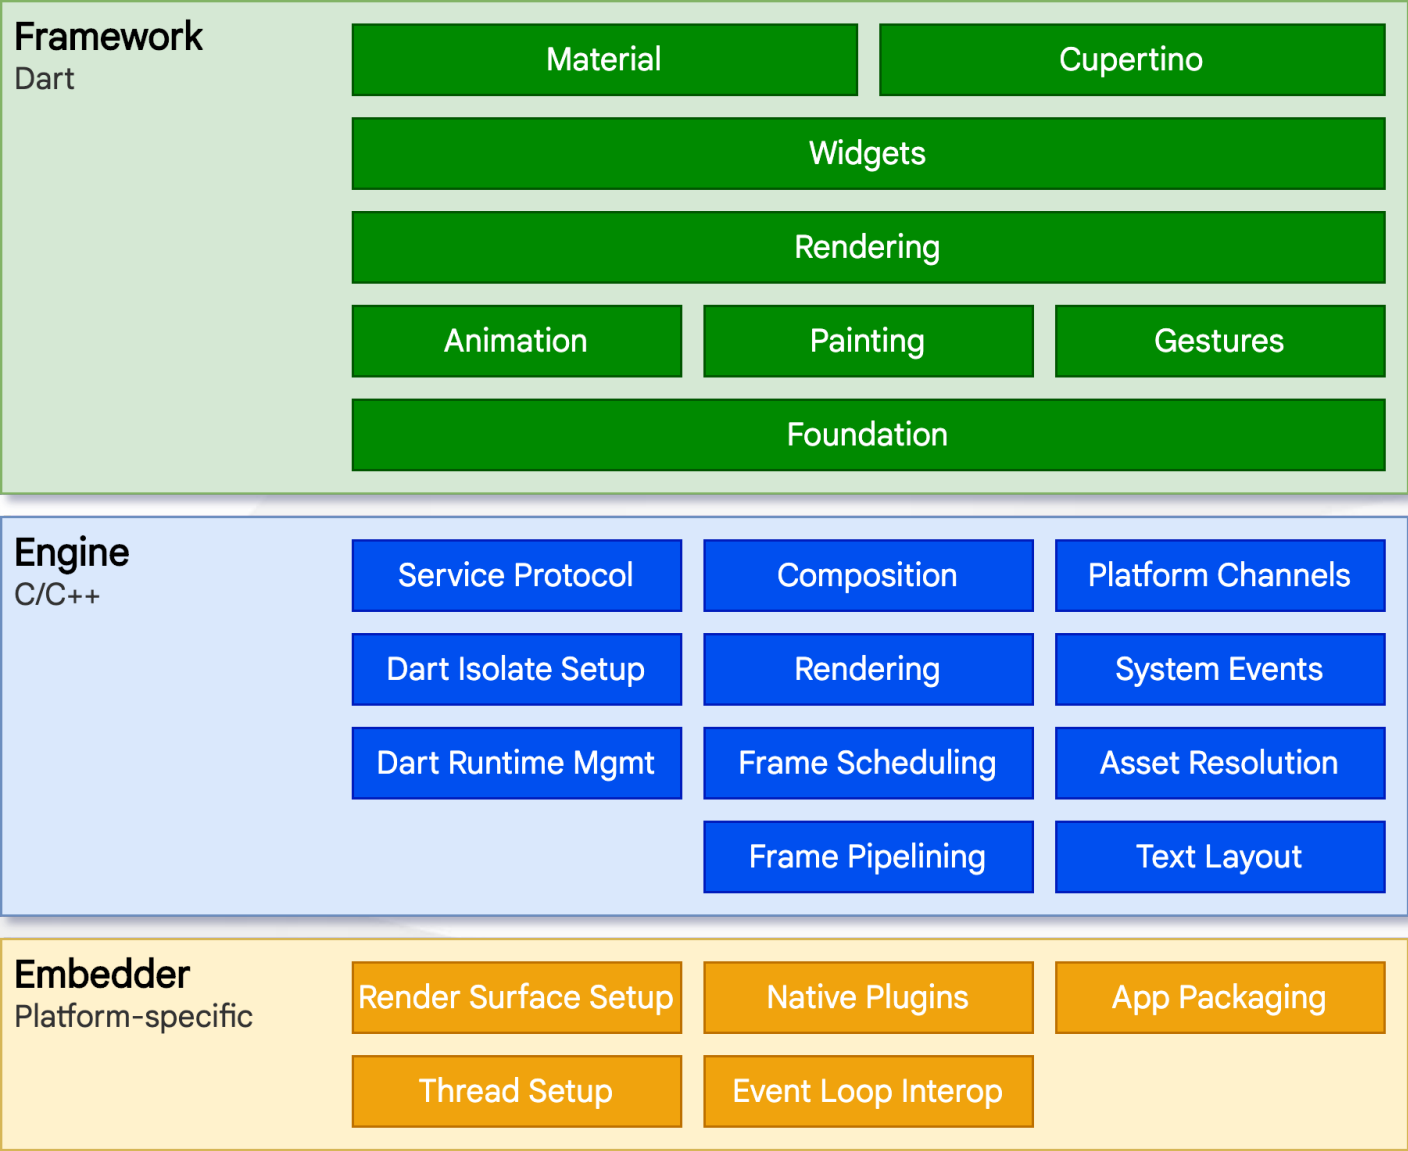 Framework
Dart
Material
Cupertino
Widgets
Rendering
Animation
Painting
Gestures
Foundation
Engine
C/C++
Service Protocol
Composition
Platform Channels
Dart Isolate Setup
Rendering
System Events
Dart Runtime Mgmt
Frame Scheduling
Asset Resolution
Frame Pipelining
Text Layout
Embedder
Platform-specific
Render Surface Setup
Native Plugins
App Packaging
Thread Setup
Event Loop Interop